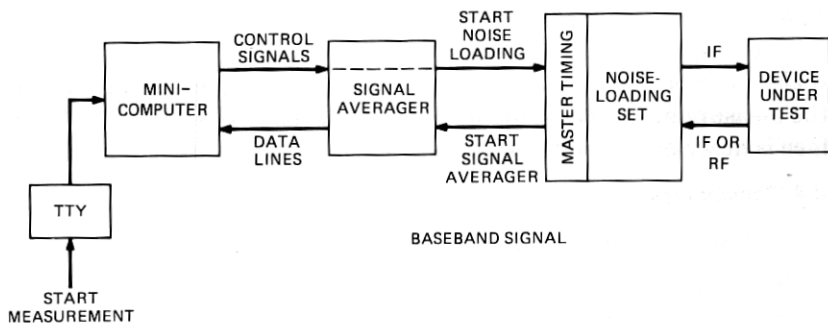 CONTROL
SIGNALS
START
NOISE
LOADING
MINI-
COMPUTER
SIGNAL
AVERAGER
MASTER TIMING
NOISE-
LOADING
SET
IF
DEVICE
UNDER
TEST
DATA
LINES
START
SIGNAL
AVERAGER
IF OR
RF
TTY
BASEBAND SIGNAL
START
MEASUREMENT